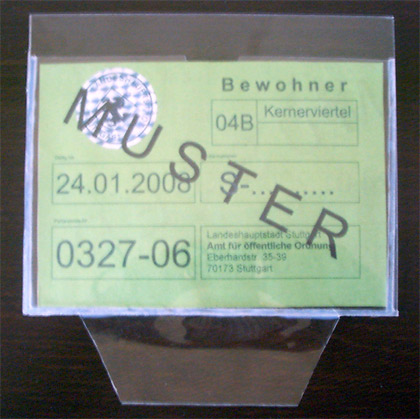 Bewohner
04B Kernerviertel
MUSTER
24.01.2008 S-..........
0327-06
Landeshauptstadt Stuttgart
Amt für öffentliche Ordnung
Eberhardstr. 35-39
70173 Stuttgart